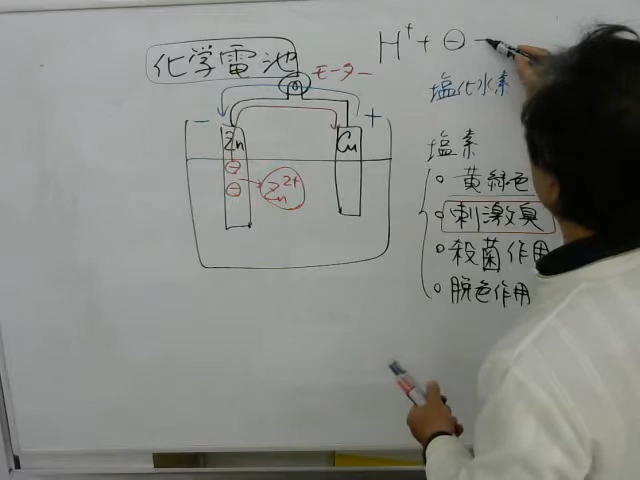 化学電池
モーター
H⁺ + ⊖ -
塩化水素
- +
Zn Cu
⊖
⊖
Zn²⁺
塩素
黄緑色
刺激臭
殺菌作用
脱色作用